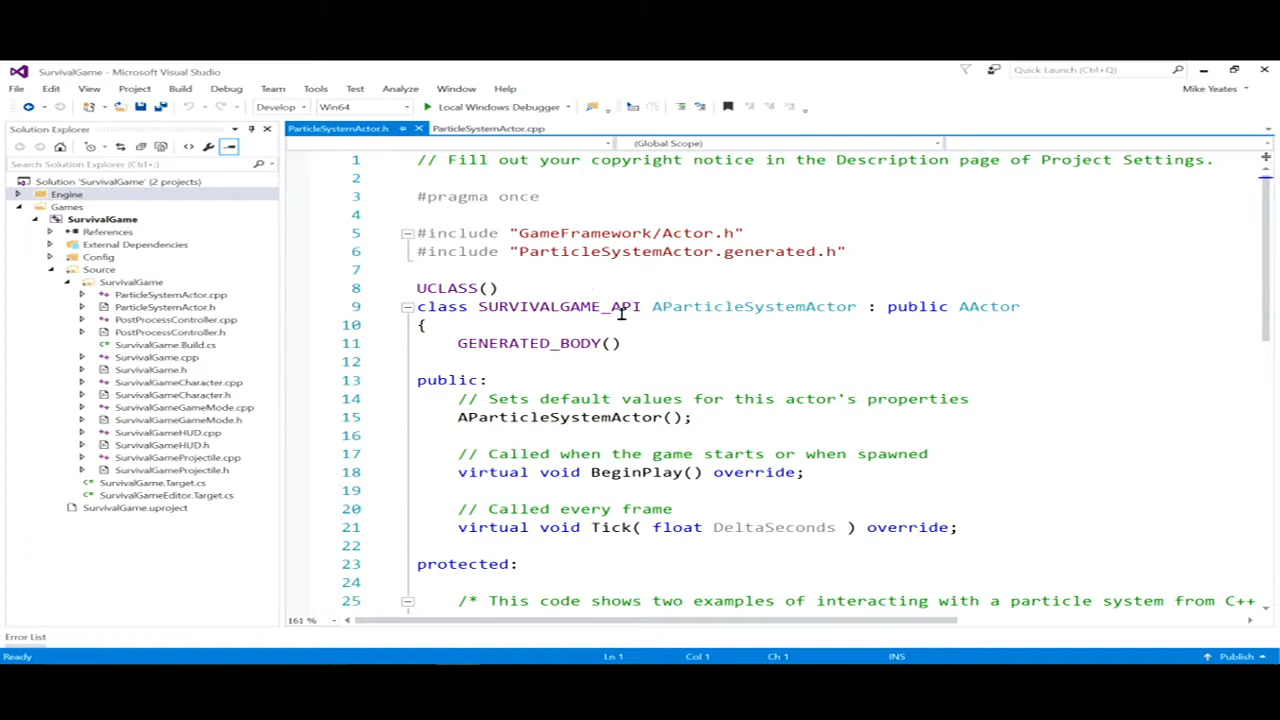 SurvivalGame - Microsoft Visual Studio
Quick Launch (Ctrl+Q)
File Edit View Project Build Debug Team Tools Test Analyze Window Help
Mike Yeates
Develop Win64 Local Windows Debugger
Solution Explorer
Search Solution Explorer (Ctrl+;)
Solution 'SurvivalGame' (2 projects)
Engine
Games
SurvivalGame
References
External Dependencies
Config
Source
SurvivalGame
ParticleSystemActor.cpp
ParticleSystemActor.h
PostProcessController.cpp
PostProcessController.h
SurvivalGame.Build.cs
SurvivalGame.cpp
SurvivalGame.h
SurvivalGameCharacter.cpp
SurvivalGameCharacter.h
SurvivalGameGameMode.cpp
SurvivalGameGameMode.h
SurvivalGameHUD.cpp
SurvivalGameHUD.h
SurvivalGameProjectile.cpp
SurvivalGameProjectile.h
SurvivalGame.Target.cs
SurvivalGameEditor.Target.cs
SurvivalGame.uproject
ParticleSystemActor.h ParticleSystemActor.cpp
(Global Scope)
1 // Fill out your copyright notice in the Description page of Project Settings.
2
3 #pragma once
4
5 #include "GameFramework/Actor.h"
6 #include "ParticleSystemActor.generated.h"
7
8 UCLASS()
9 class SURVIVALGAME_API AParticleSystemActor : public AActor
10 {
11 GENERATED_BODY()
12
13 public:
14 // Sets default values for this actor's properties
15 AParticleSystemActor();
16
17 // Called when the game starts or when spawned
18 virtual void BeginPlay() override;
19
20 // Called every frame
21 virtual void Tick( float DeltaSeconds ) override;
22
23 protected:
24
25 /* This code shows two examples of interacting with a particle system from C++
161 %
Error List
Ready Ln 1 Col 1 Ch 1 INS Publish